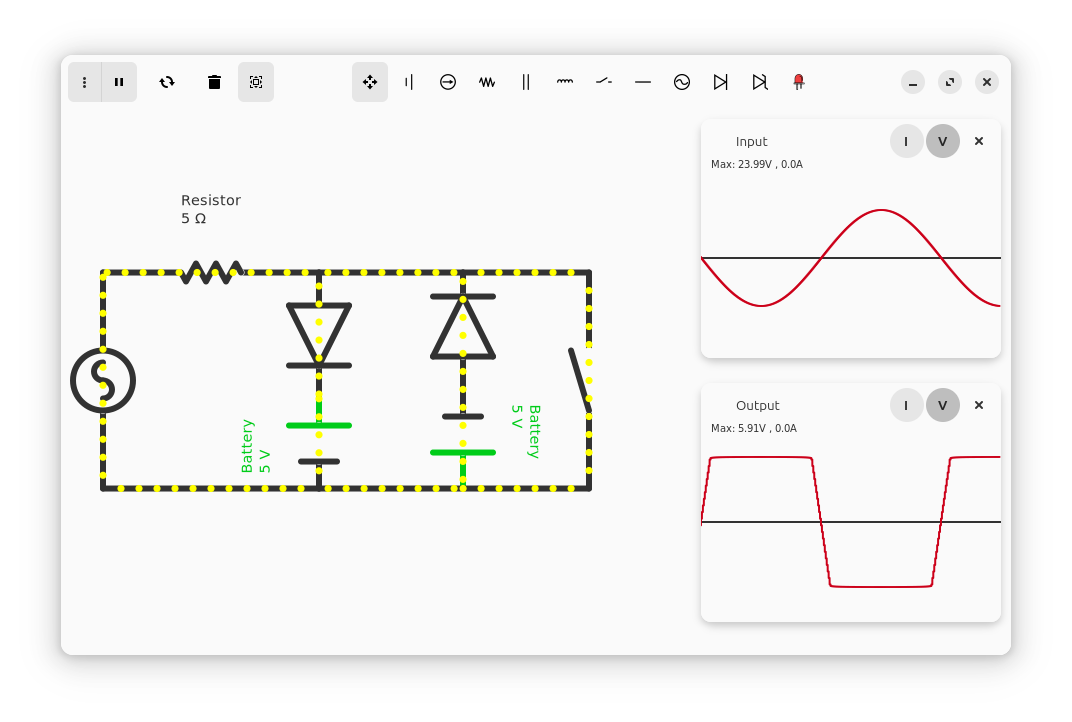 Resistor
5 Ω
Battery
5 V
Battery
5 V
Input
I
V
Max: 23.99V , 0.0A
Output
I
V
Max: 5.91V , 0.0A